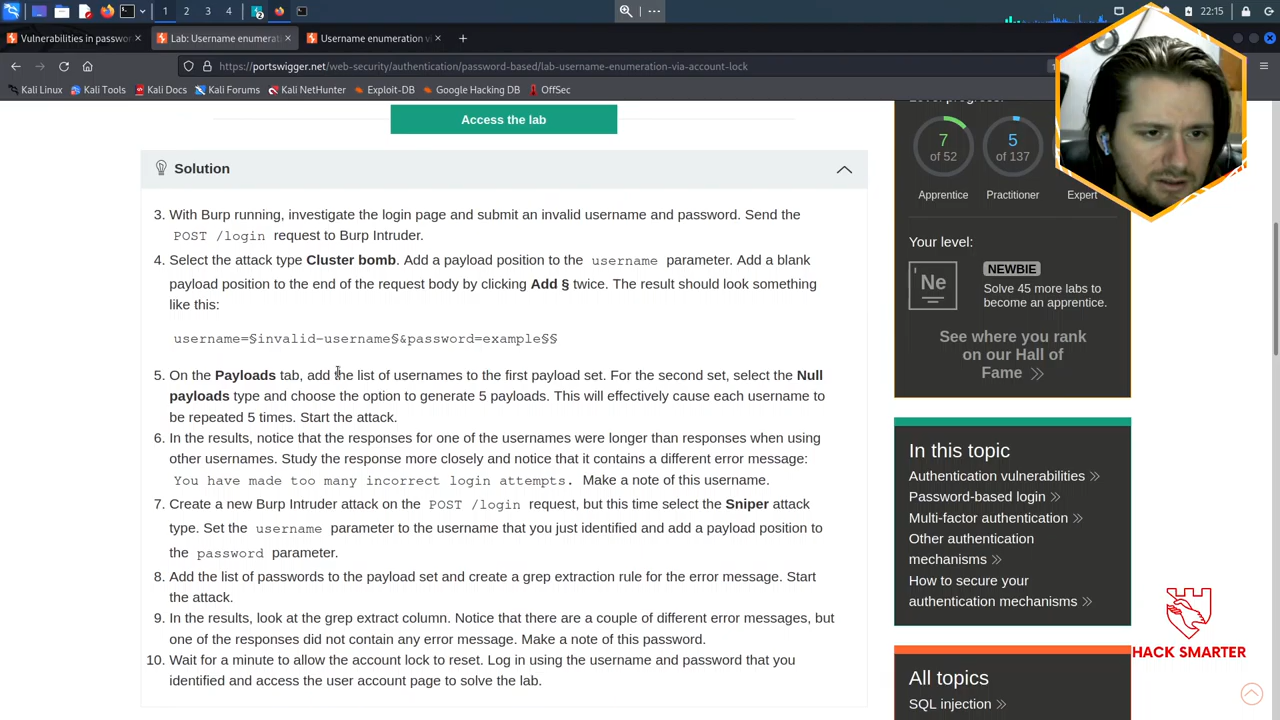 1 2 3 4 2
22:15
Vulnerabilities in passwo
Lab: Username enumerat
Username enumeration vi
https://portswigger.net/web-security/authentication/password-based/lab-username-enumeration-via-account-lock
Kali Linux Kali Tools Kali Docs Kali Forums Kali NetHunter Exploit-DB Google Hacking DB OffSec
Access the lab
Solution
3. With Burp running, investigate the login page and submit an invalid username and password. Send the
POST /login request to Burp Intruder.
4. Select the attack type Cluster bomb. Add a payload position to the username parameter. Add a blank
payload position to the end of the request body by clicking Add § twice. The result should look something
like this:
username=§invalid-username§&password=example§§
5. On the Payloads tab, add the list of usernames to the first payload set. For the second set, select the Null
payloads type and choose the option to generate 5 payloads. This will effectively cause each username to
be repeated 5 times. Start the attack.
6. In the results, notice that the responses for one of the usernames were longer than responses when using
other usernames. Study the response more closely and notice that it contains a different error message:
You have made too many incorrect login attempts. Make a note of this username.
7. Create a new Burp Intruder attack on the POST /login request, but this time select the Sniper attack
type. Set the username parameter to the username that you just identified and add a payload position to
the password parameter.
8. Add the list of passwords to the payload set and create a grep extraction rule for the error message. Start
the attack.
9. In the results, look at the grep extract column. Notice that there are a couple of different error messages, but
one of the responses did not contain any error message. Make a note of this password.
10. Wait for a minute to allow the account lock to reset. Log in using the username and password that you
identified and access the user account page to solve the lab.
7 5
of 52 of 137
Apprentice Practitioner Expert
Your level:
Ne
NEWBIE
Solve 45 more labs to
become an apprentice.
See where you rank
on our Hall of
Fame
In this topic
Authentication vulnerabilities
Password-based login
Multi-factor authentication
Other authentication
mechanisms
How to secure your
authentication mechanisms
HACK SMARTER
All topics
SQL injection